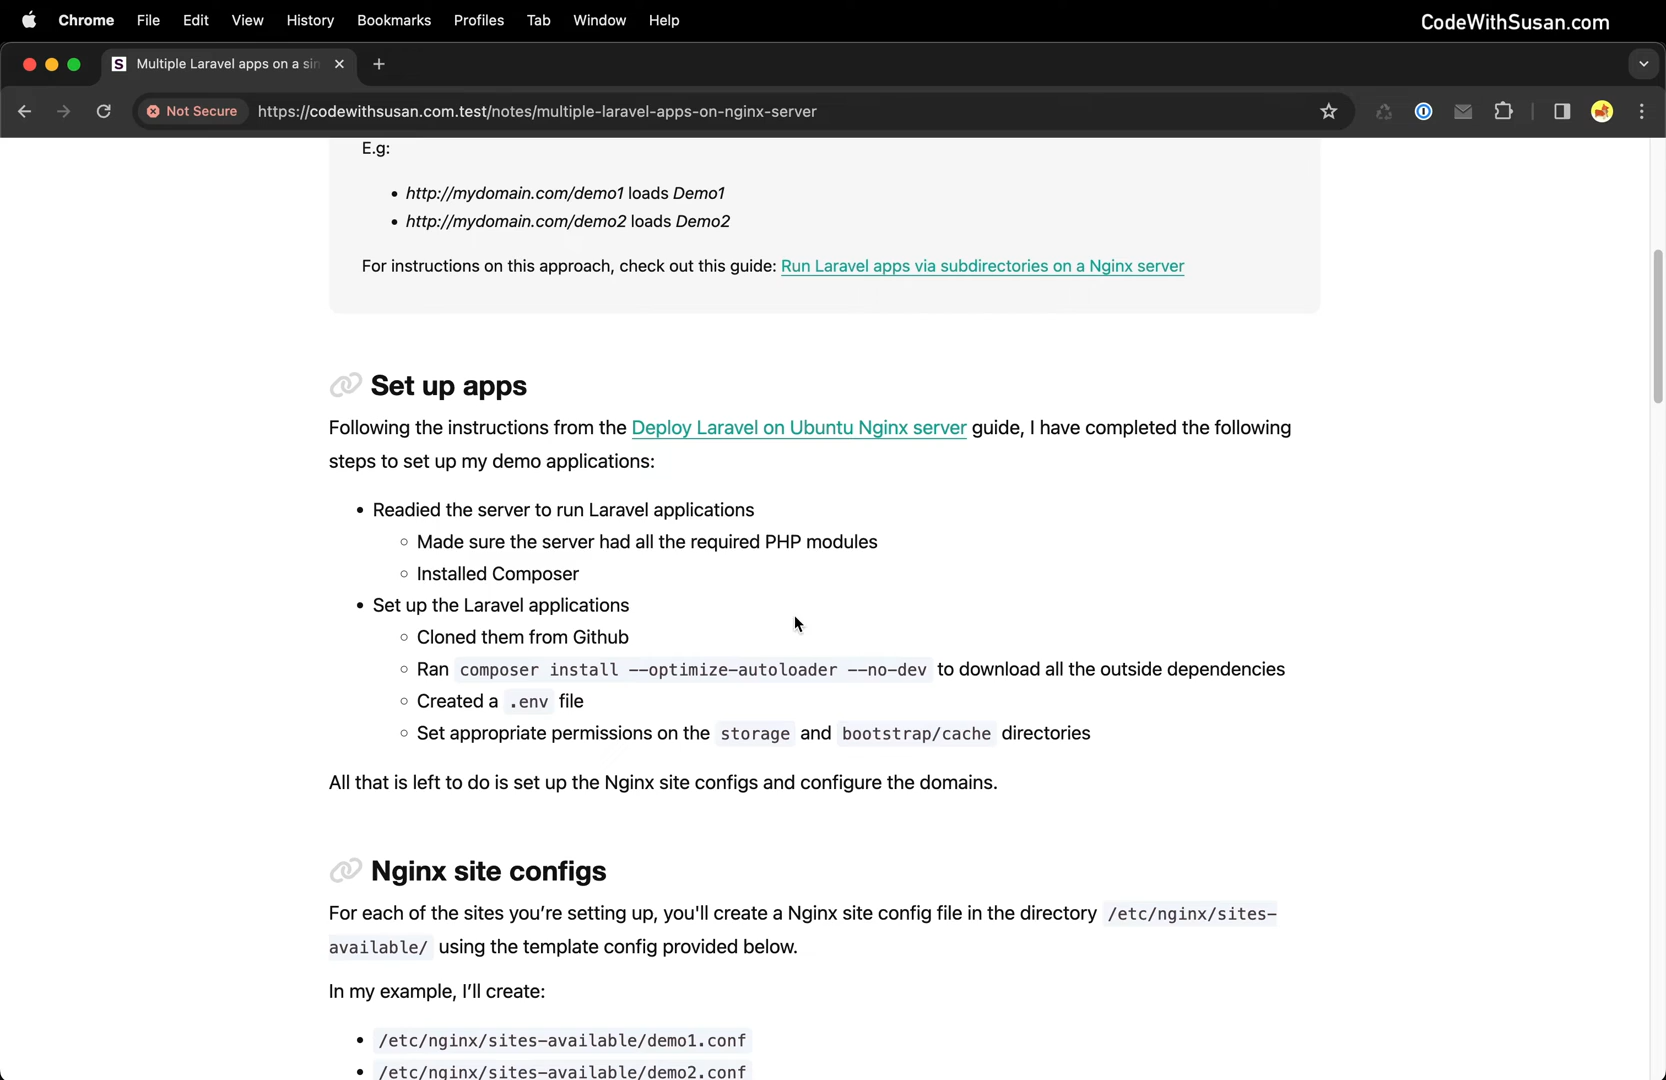 Chrome File Edit View History Bookmarks Profiles Tab Window Help CodeWithSusan.com
S Multiple Laravel apps on a sin
Not Secure https://codewithsusan.com.test/notes/multiple-laravel-apps-on-nginx-server
E.g:
• http://mydomain.com/demo1 loads Demo1
• http://mydomain.com/demo2 loads Demo2
For instructions on this approach, check out this guide: Run Laravel apps via subdirectories on a Nginx server
Set up apps
Following the instructions from the Deploy Laravel on Ubuntu Nginx server guide, I have completed the following
steps to set up my demo applications:
• Readied the server to run Laravel applications
◦ Made sure the server had all the required PHP modules
◦ Installed Composer
• Set up the Laravel applications
◦ Cloned them from Github
◦ Ran composer install --optimize-autoloader --no-dev to download all the outside dependencies
◦ Created a .env file
◦ Set appropriate permissions on the storage and bootstrap/cache directories
All that is left to do is set up the Nginx site configs and configure the domains.
Nginx site configs
For each of the sites you’re setting up, you'll create a Nginx site config file in the directory /etc/nginx/sites-
available/ using the template config provided below.
In my example, I’ll create:
• /etc/nginx/sites-available/demo1.conf
• /etc/nginx/sites-available/demo2.conf